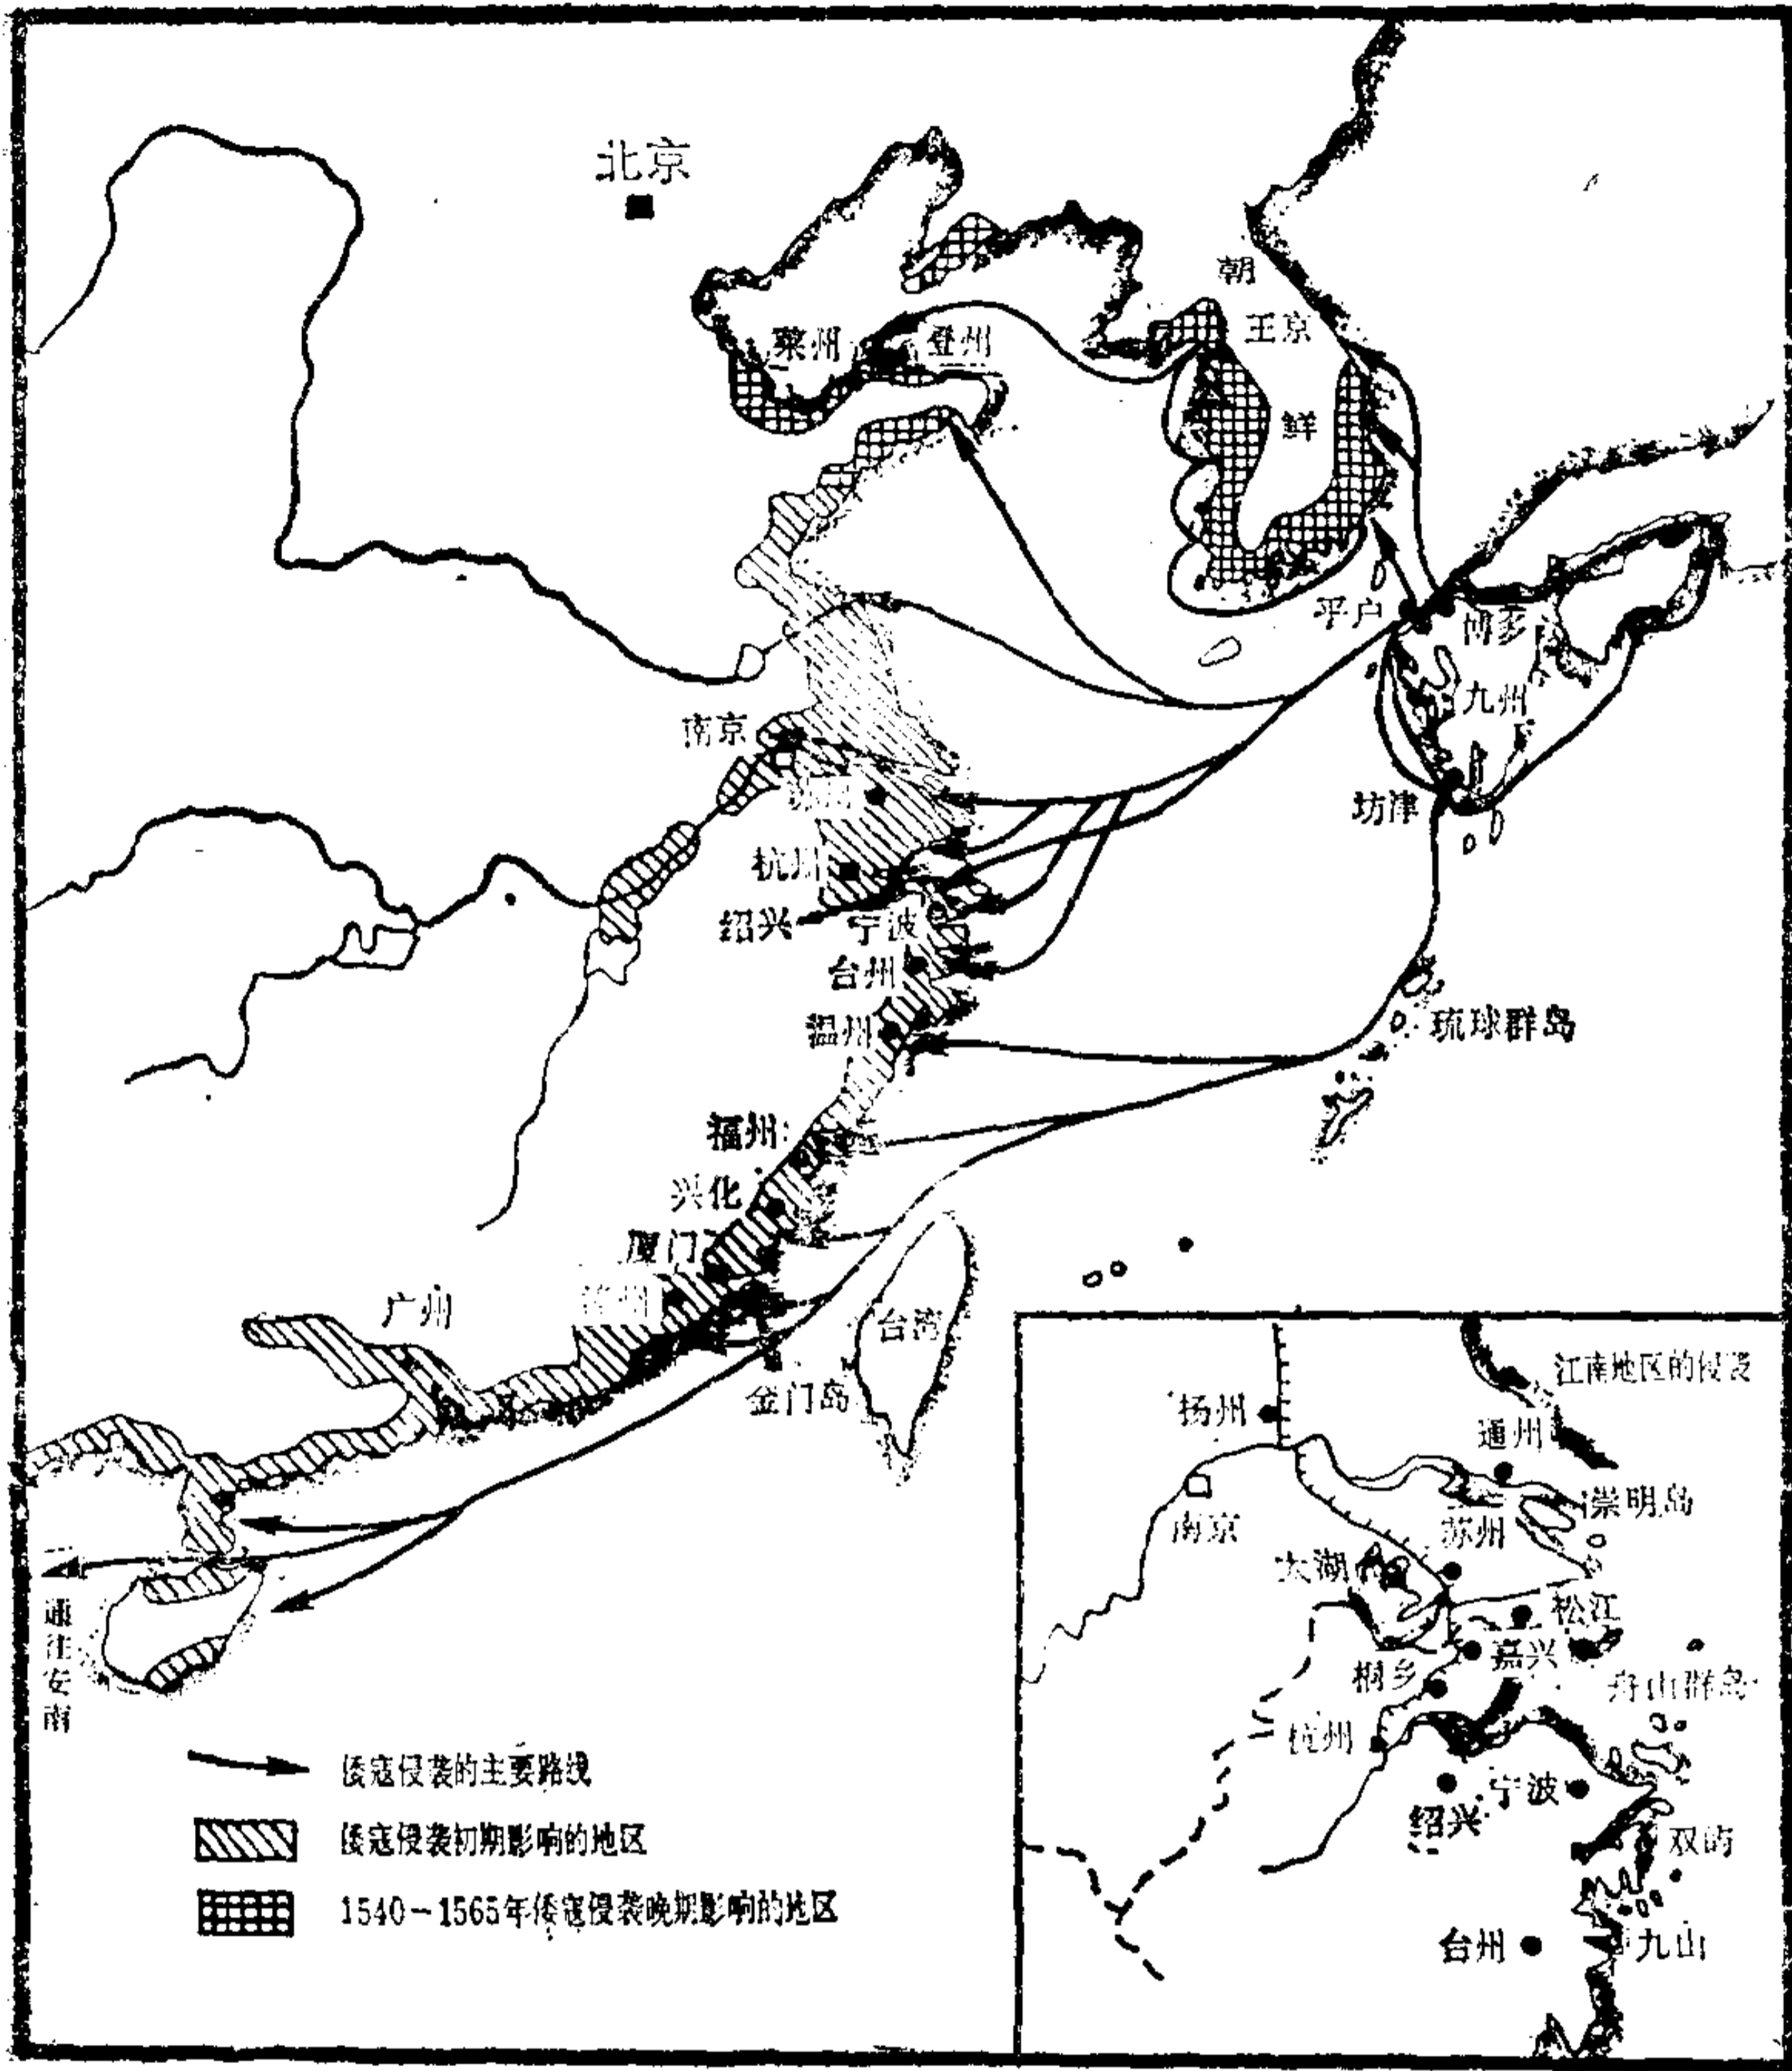 北京
朝
王京
莱州
登州
鲜
平户
博多
九州
南京
坊津
杭州
绍兴
宁波
台州
温州
琉球群岛
福州
兴化
厦门
广州
台湾
金门岛
通往安南
倭寇侵袭的主要路线
倭寇侵袭初期影响的地区
1540－1565年倭寇侵袭晚期影响的地区
江南地区的侵袭
扬州
通州
崇明岛
南京
苏州
太湖
松江
嘉兴
桐乡
舟山群岛
杭州
宁波
绍兴
双屿
台州
九山